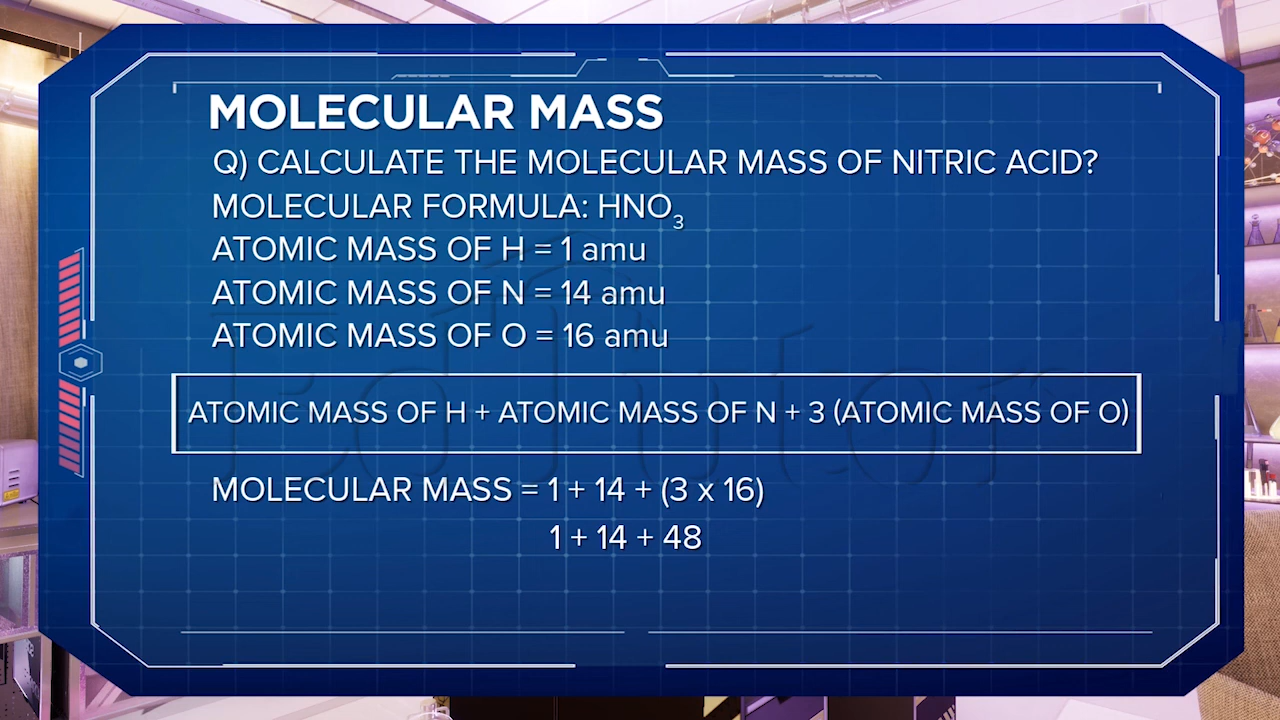 MOLECULAR MASS
Q) CALCULATE THE MOLECULAR MASS OF NITRIC ACID?
MOLECULAR FORMULA: HNO₃
ATOMIC MASS OF H = 1 amu
ATOMIC MASS OF N = 14 amu
ATOMIC MASS OF O = 16 amu
EdTutor
ATOMIC MASS OF H + ATOMIC MASS OF N + 3 (ATOMIC MASS OF O)
MOLECULAR MASS = 1 + 14 + (3 x 16)
1 + 14 + 48